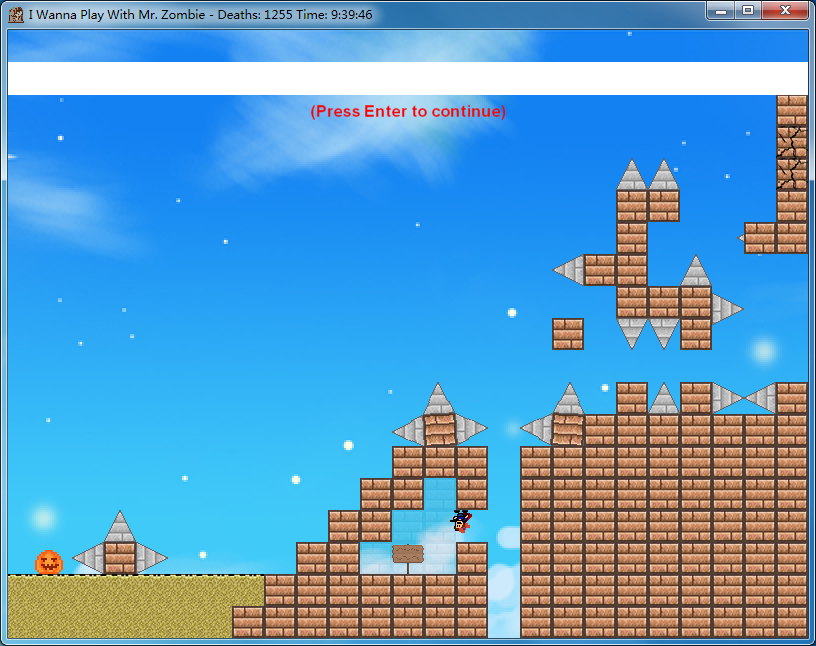 I Wanna Play With Mr. Zombie - Deaths: 1255 Time: 9:39:46
(Press Enter to continue)